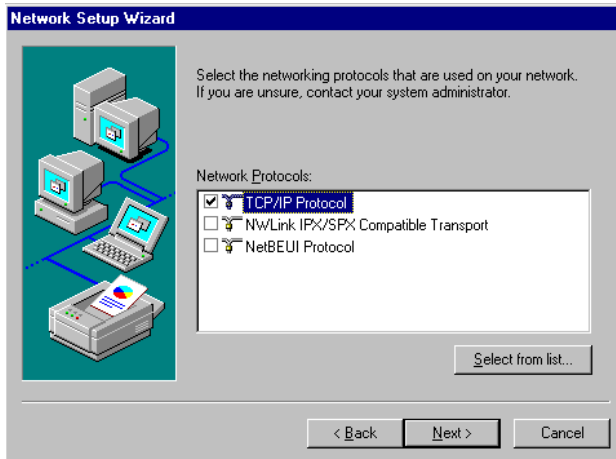 Network Setup Wizard
Select the networking protocols that are used on your network.
If you are unsure, contact your system administrator.
Network Protocols:
TCP/IP Protocol
NWLink IPX/SPX Compatible Transport
NetBEUI Protocol
Select from list...
< Back Next > Cancel